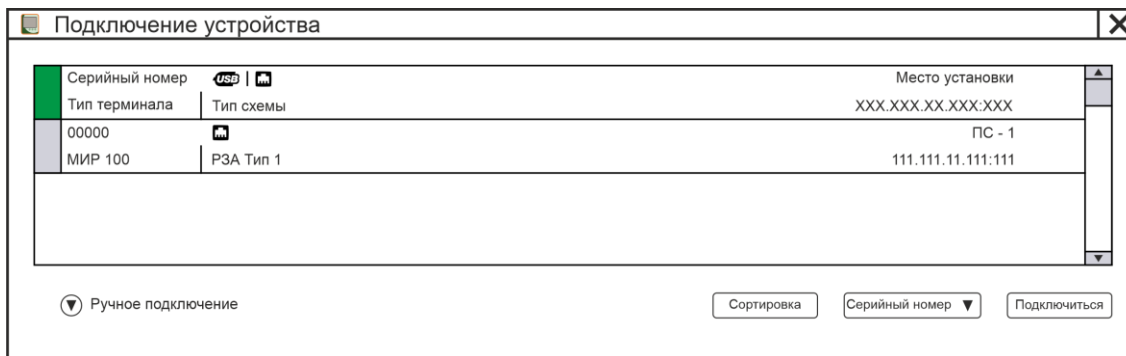 Подключение устройства
Серийный номер USB | Место установки
Тип терминала Тип схемы XXX.XXX.XX.XXX:XXX
00000 ПС - 1
МИР 100 РЗА Тип 1 111.111.11.111:111
Ручное подключение Сортировка Серийный номер Подключиться